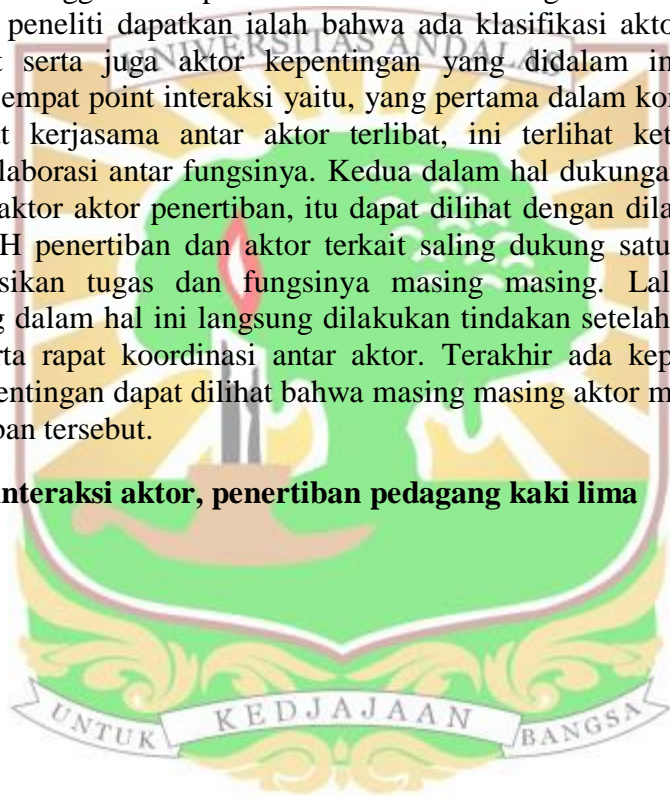 peneliti dapatkan ialah bahwa ada klasifikasi akto
UNIVERSITAS ANDALAS
serta juga aktor kepentingan yang didalam in
empat point interaksi yaitu, yang pertama dalam kor
kerjasama antar aktor terlibat, ini terlihat ket
laborasi antar fungsinya. Kedua dalam hal dukunga
aktor aktor penertiban, itu dapat dilihat dengan dila
H penertiban dan aktor terkait saling dukung satu
sikan tugas dan fungsinya masing masing. Lal
g dalam hal ini langsung dilakukan tindakan setelah
rta rapat koordinasi antar aktor. Terakhir ada kep
entingan dapat dilihat bahwa masing masing aktor m
ban tersebut.
interaksi aktor, penertiban pedagang kaki lima
UNTUK KEDJAJAAN BANGSA